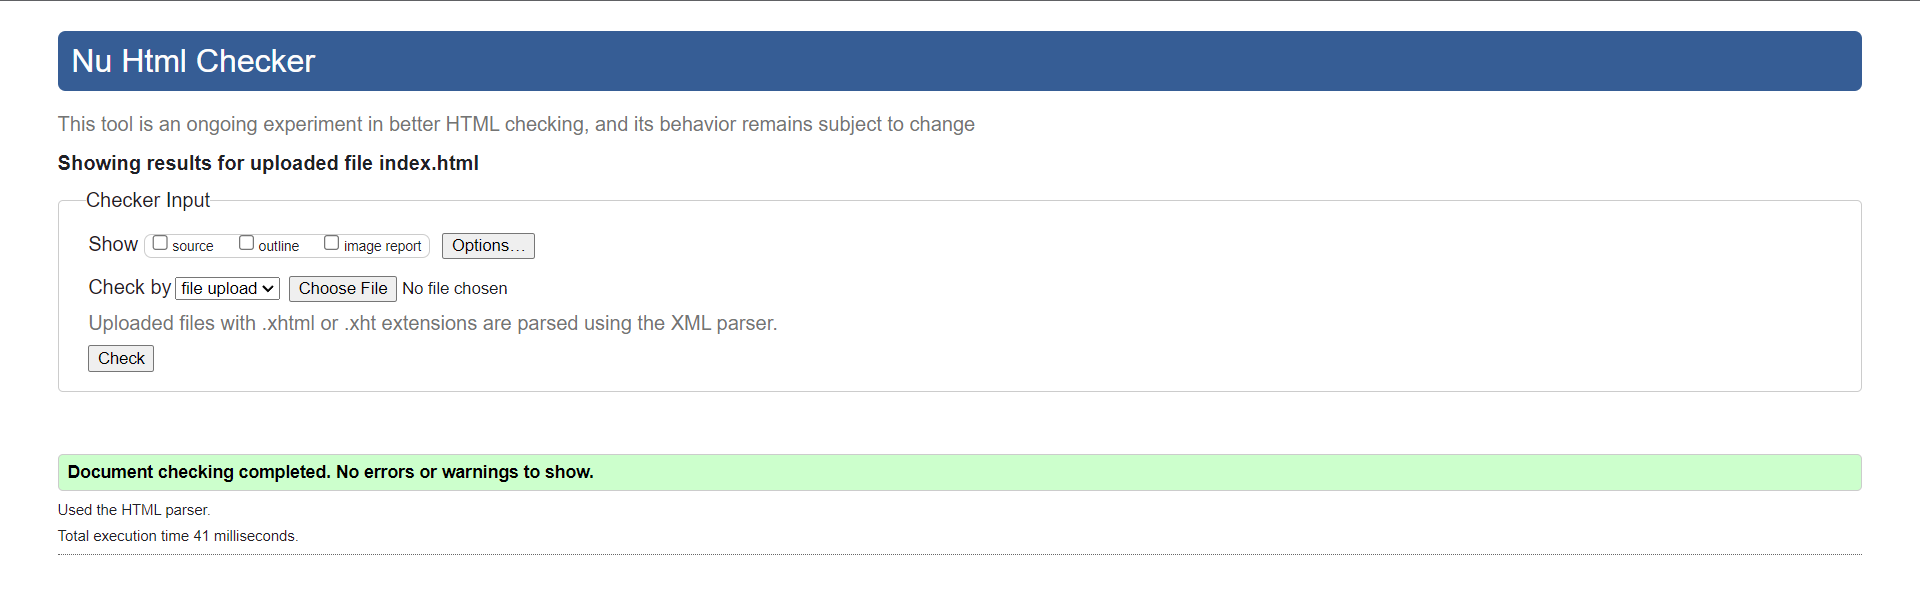 Nu Html Checker
This tool is an ongoing experiment in better HTML checking, and its behavior remains subject to change
Showing results for uploaded file index.html
Checker Input
Show source outline image report Options...
Check by file upload Choose File No file chosen
Uploaded files with .xhtml or .xht extensions are parsed using the XML parser.
Check
Document checking completed. No errors or warnings to show.
Used the HTML parser.
Total execution time 41 milliseconds.